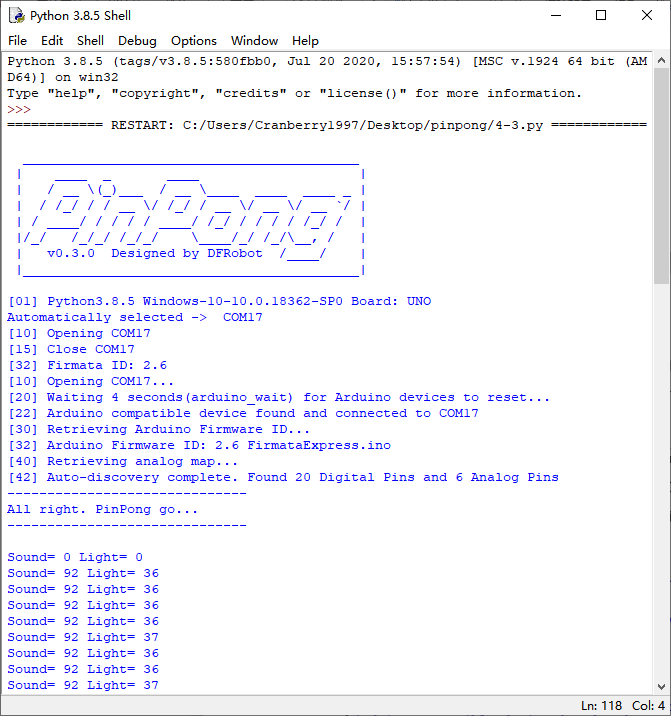 Python 3.8.5 Shell
File Edit Shell Debug Options Window Help
Python 3.8.5 (tags/v3.8.5:580fbb0, Jul 20 2020, 15:57:54) [MSC v.1924 64 bit (AM
D64)] on win32
Type "help", "copyright", "credits" or "license()" for more information.
>>>
============ RESTART: C:/Users/Cranberry1997/Desktop/pinpong/4-3.py ============
PinPong
v0.3.0 Designed by DFRobot
[01] Python3.8.5 Windows-10-10.0.18362-SP0 Board: UNO
Automatically selected -> COM17
[10] Opening COM17
[15] Close COM17
[32] Firmata ID: 2.6
[10] Opening COM17...
[20] Waiting 4 seconds(arduino_wait) for Arduino devices to reset...
[22] Arduino compatible device found and connected to COM17
[30] Retrieving Arduino Firmware ID...
[32] Arduino Firmware ID: 2.6 FirmataExpress.ino
[40] Retrieving analog map...
[42] Auto-discovery complete. Found 20 Digital Pins and 6 Analog Pins
------------------------------
All right. PinPong go...
------------------------------
Sound= 0 Light= 0
Sound= 92 Light= 36
Sound= 92 Light= 36
Sound= 92 Light= 36
Sound= 92 Light= 36
Sound= 92 Light= 37
Sound= 92 Light= 36
Sound= 92 Light= 36
Sound= 92 Light= 37
Ln: 118 Col: 4